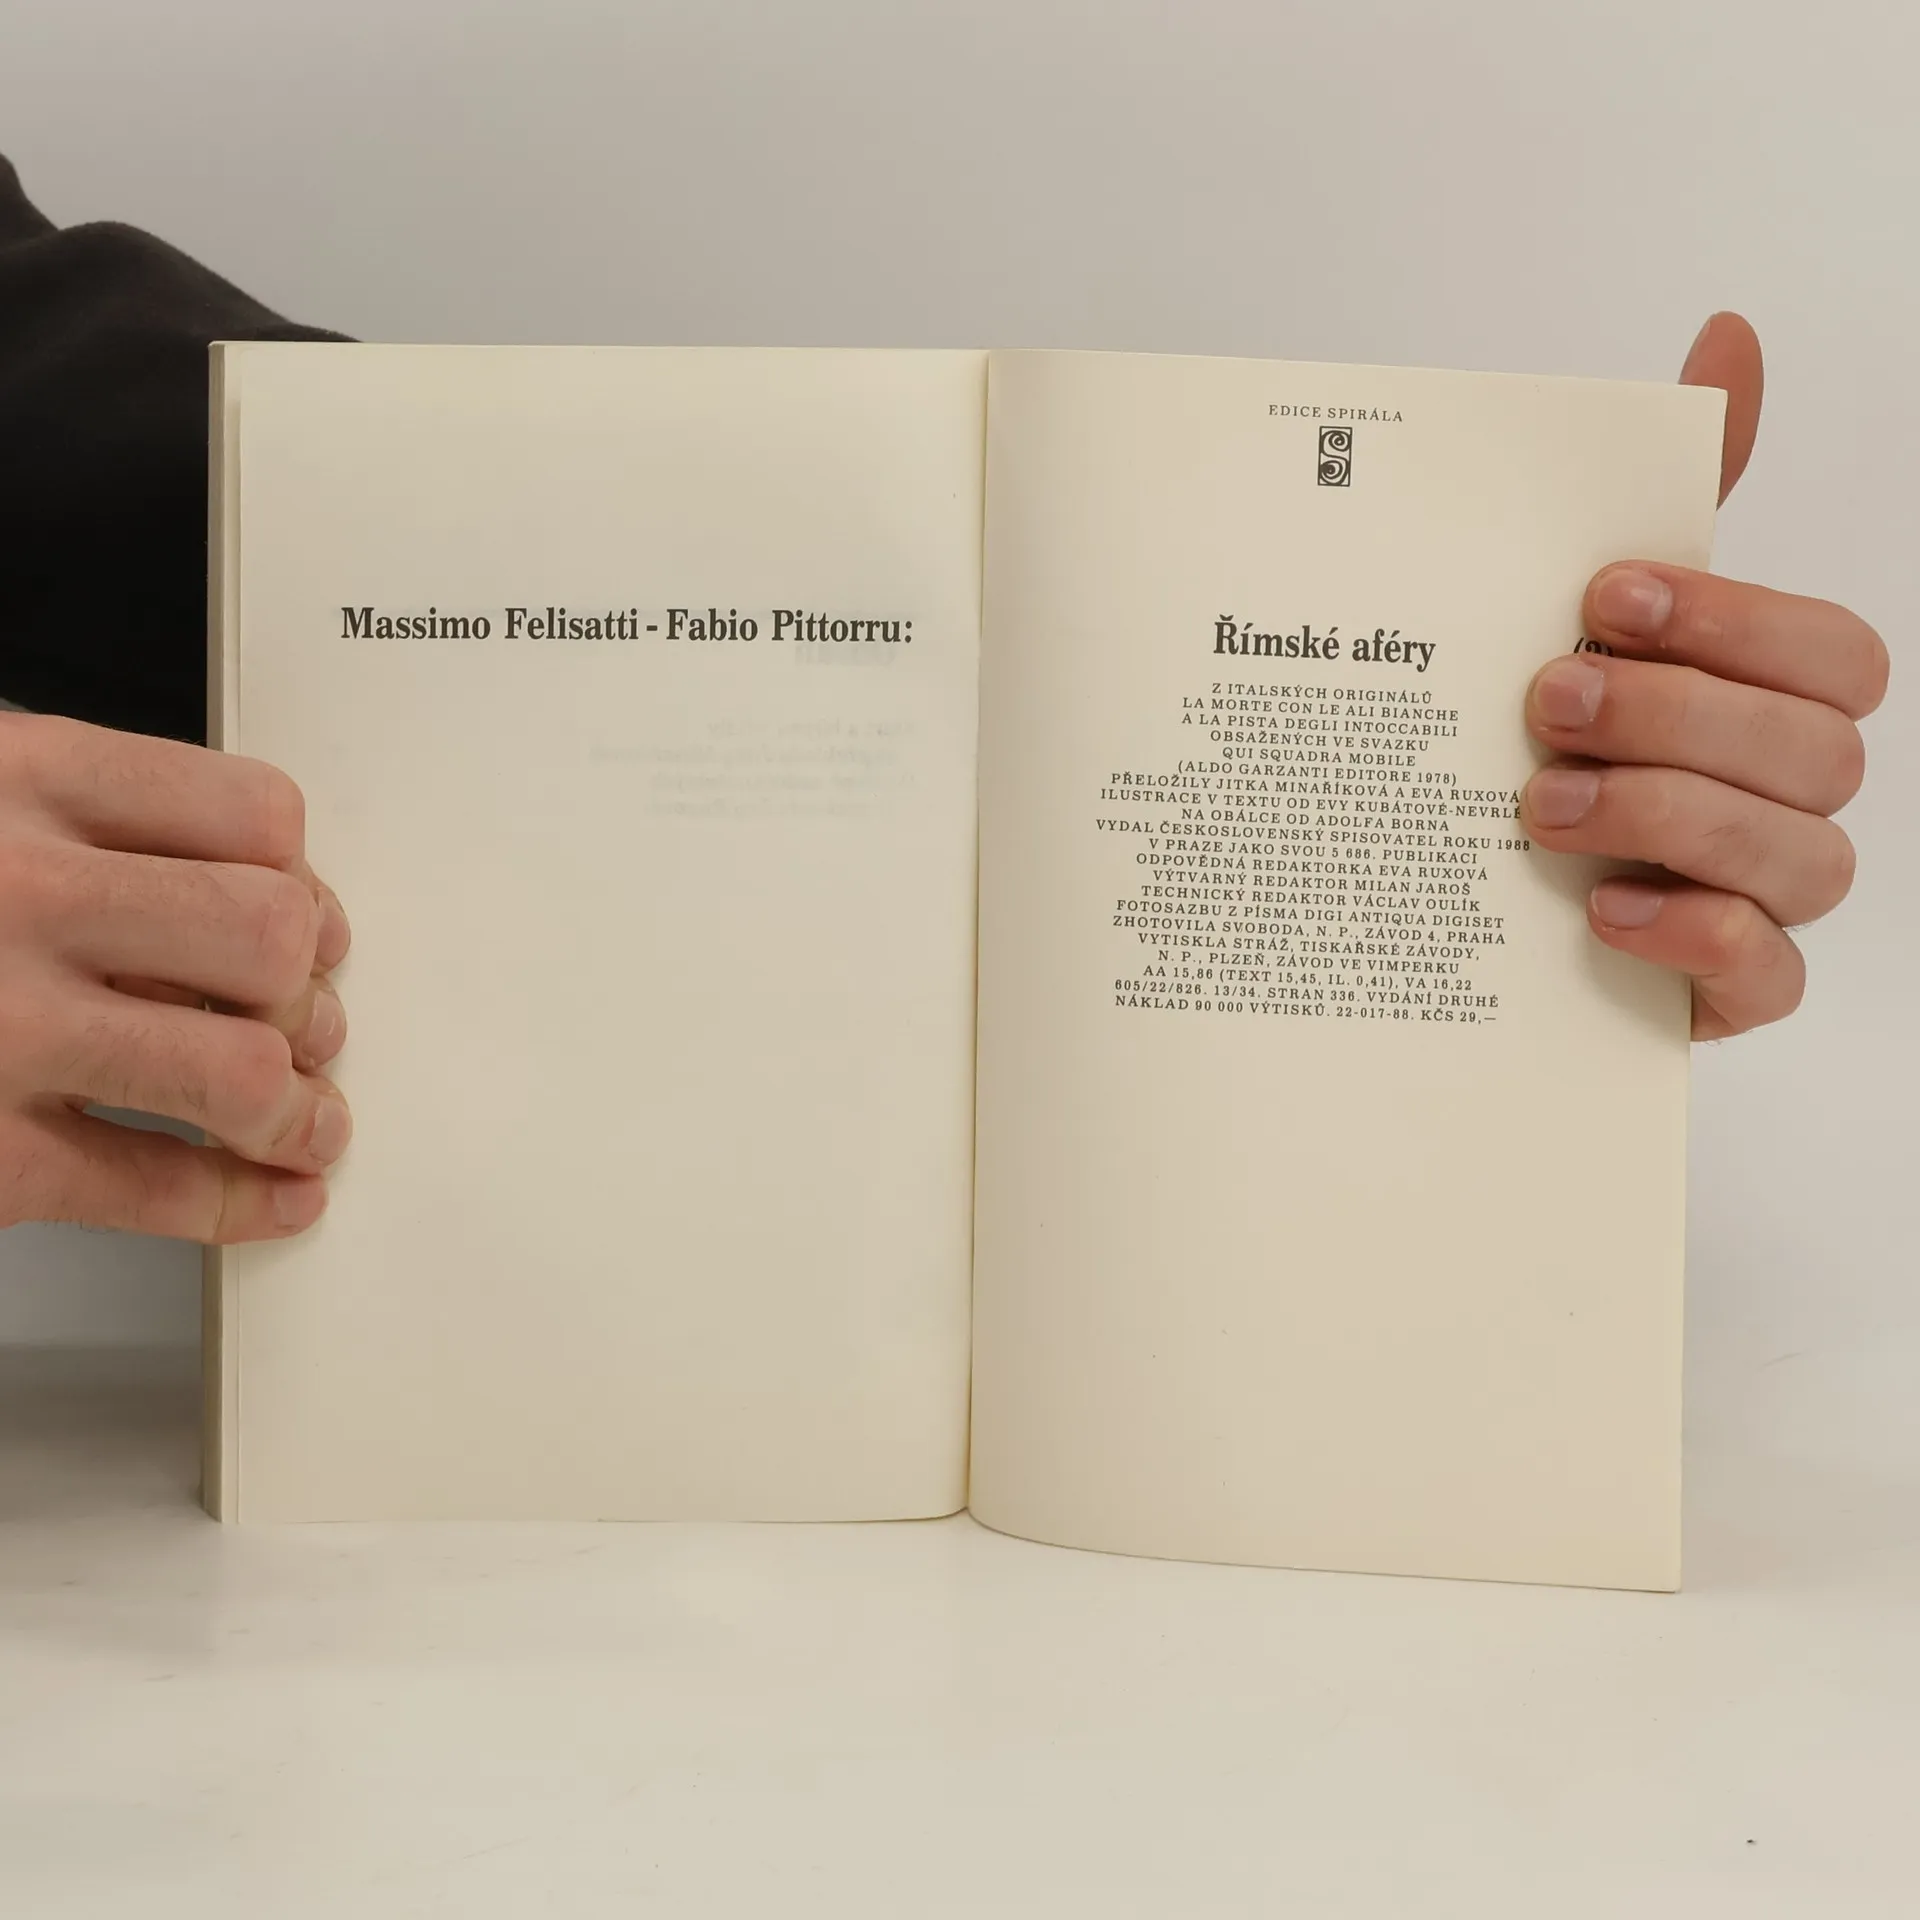 Massimo Felisatti - Fabio Pittorru:
EDICE SPIRÁLA
Římské aféry
Z ITALSKÝCH ORIGINÁLŮ
LA MORTE CON LE ALI BIANCHE
A LA PISTA DEGLI INTOCCABILI
OBSAŽENÝCH VE SVAZKU
QUI SQUADRA MOBILE
(ALDO GARZANTI EDITORE 1978)
PŘELOŽILY JITKA MINAŘÍKOVÁ A EVA RUXOVÁ
ILUSTRACE V TEXTU OD EVY KUBÁTOVÉ-NEVRLÉ
NA OBÁLCE OD ADOLFA BORNA
VYDAL ČESKOSLOVENSKÝ SPISOVATEL ROKU 1988
V PRAZE JAKO SVOU 5 686. PUBLIKACI
ODPOVĚDNÁ REDAKTORKA EVA RUXOVÁ
VÝTVARNÝ REDAKTOR MILAN JAROŠ
TECHNICKÝ REDAKTOR VÁCLAV OULÍK
FOTOSAZBU Z PÍSMA DIGI ANTIQUA DIGISET
ZHOTOVILA SVOBODA, N. P., ZÁVOD 4, PRAHA
VYTISKLA STRÁŽ, TISKAŘSKÉ ZÁVODY,
N. P., PLZEŇ, ZÁVOD VE VIMPERKU
AA 15,86 (TEXT 15,45, IL. 0,41), VA 16,22
605/22/826. 13/34. STRAN 336. VYDÁNÍ DRUHÉ
NÁKLAD 90 000 VÝTISKŮ. 22-017-88. KČS 29,—